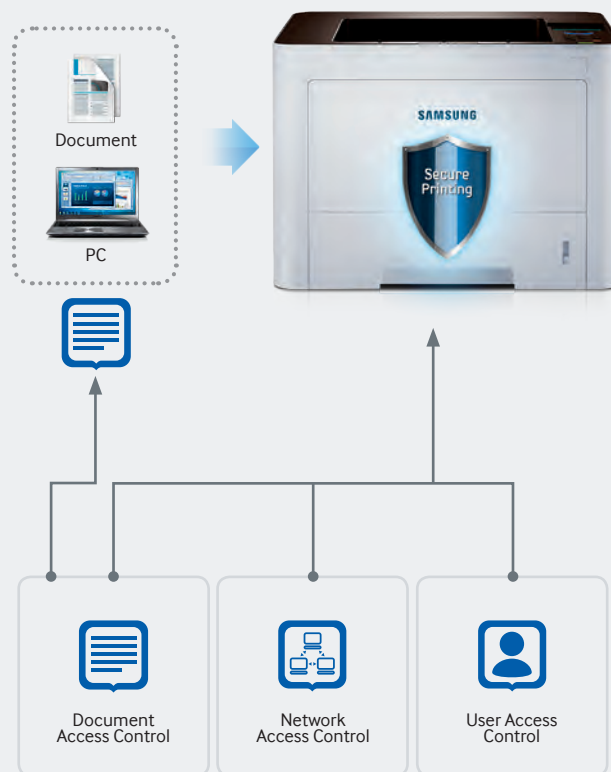 Document
SAMSUNG
Secure
Printing
PC
Document
Access Control
Network
Access Control
User Access
Control